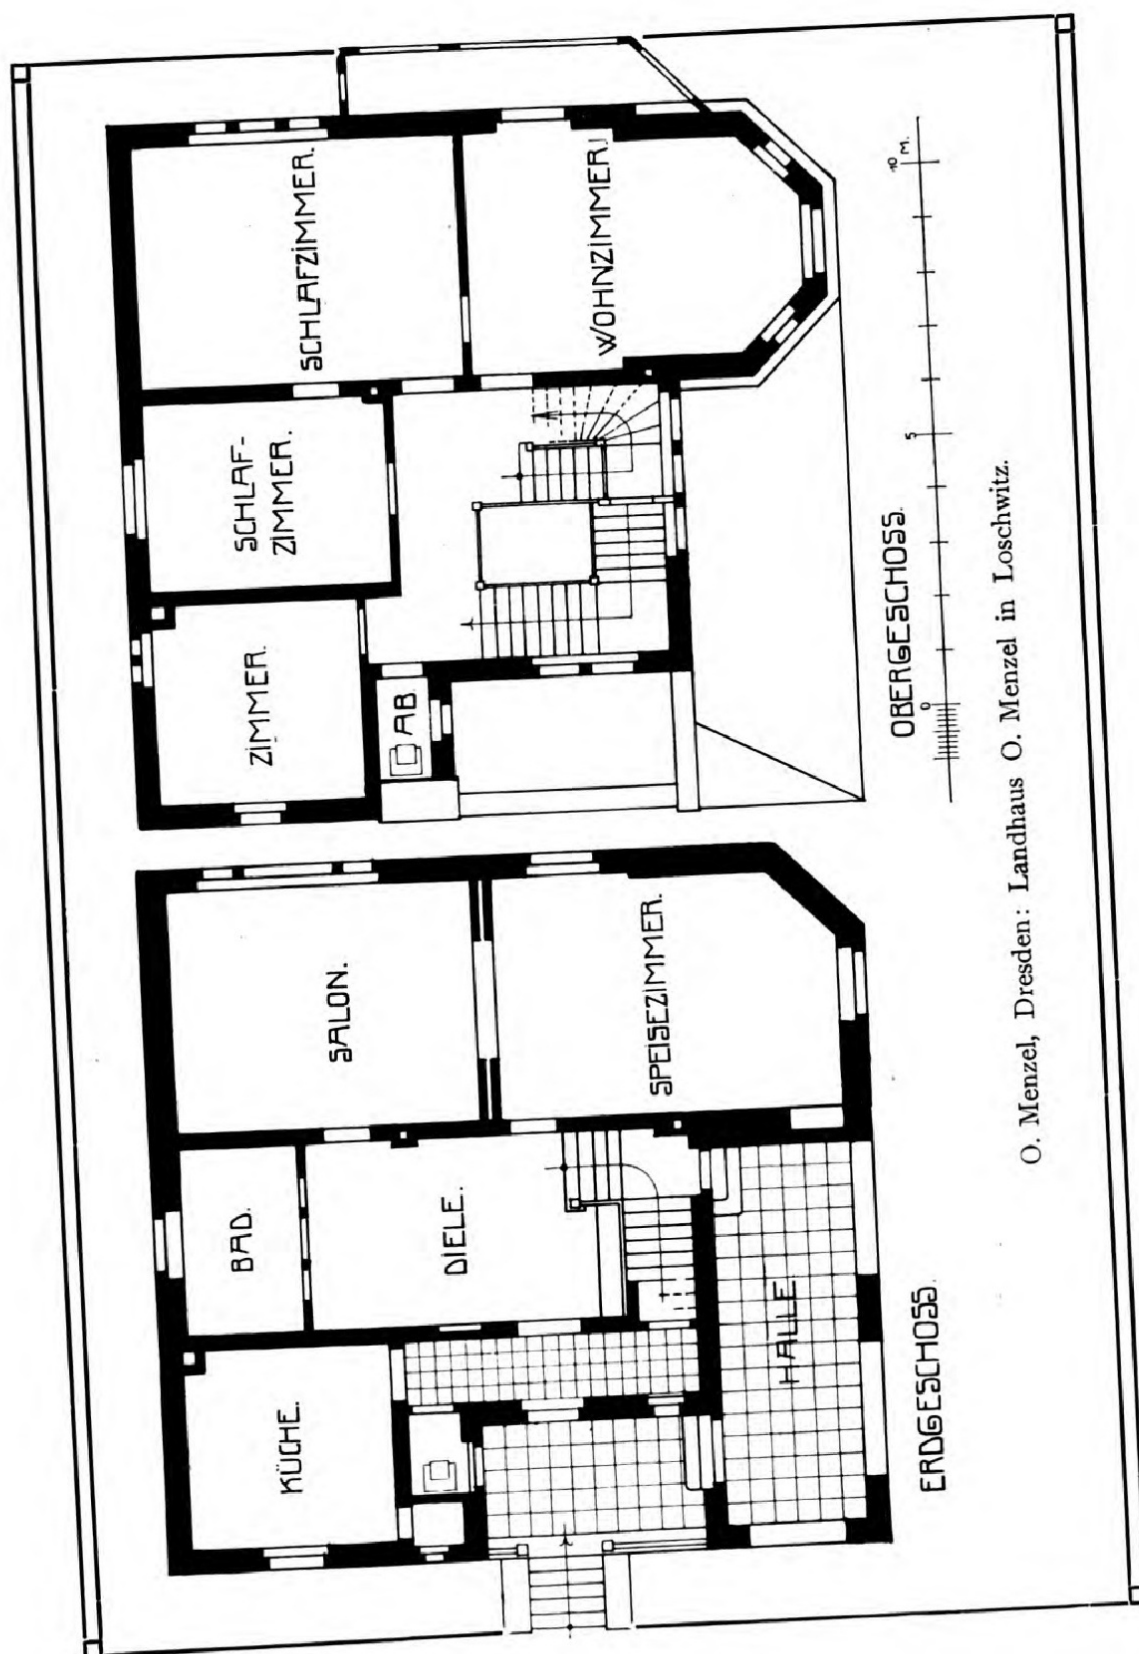 KÜCHE.
BAD.
SALON.
DIELE.
SPEISEZIMMER.
HALLE
ERDGESCHOSS.
ZIMMER.
SCHLAF-
ZIMMER.
SCHLAFZIMMER.
AB
WOHNZIMMER.
OBERGESCHOSS.
0
5
10 M.
O. Menzel, Dresden: Landhaus O. Menzel in Loschwitz.